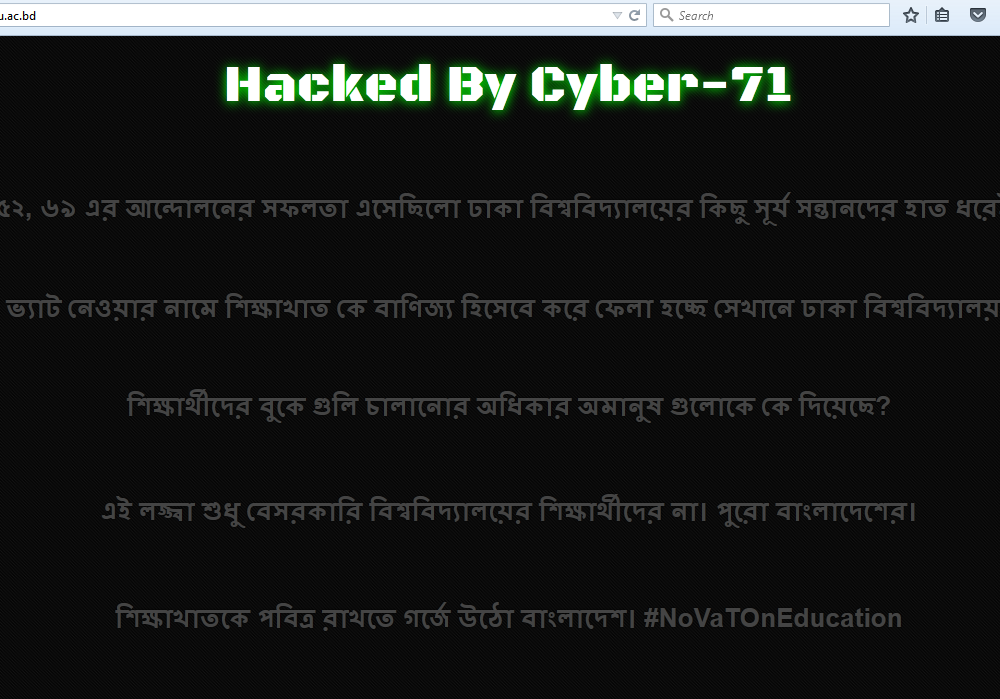 u.ac.bd
Search
Hacked By Cyber-71
৫২, ৬৯ এর আন্দোলনের সফলতা এসেছিলো ঢাকা বিশ্ববিদ্যালয়ের কিছু সূর্য সন্তানদের হাত
ভ্যাট নেওয়ার নামে শিক্ষাখাত কে বাণিজ্য হিসেবে করে ফেলা হচ্ছে সেখানে ঢাকা বিশ্ববিদ্যালয়
শিক্ষার্থীদের বুকে গুলি চালানোর অধিকার অমানুষ গুলোকে কে দিয়েছে?
এই লজ্জা শুধু বেসরকারি বিশ্ববিদ্যালয়ের শিক্ষার্থীদের না। পুরো বাংলাদেশের।
শিক্ষাখাতকে পবিত্র রাখতে গর্জে উঠো বাংলাদেশ। #NoVaTOnEducation